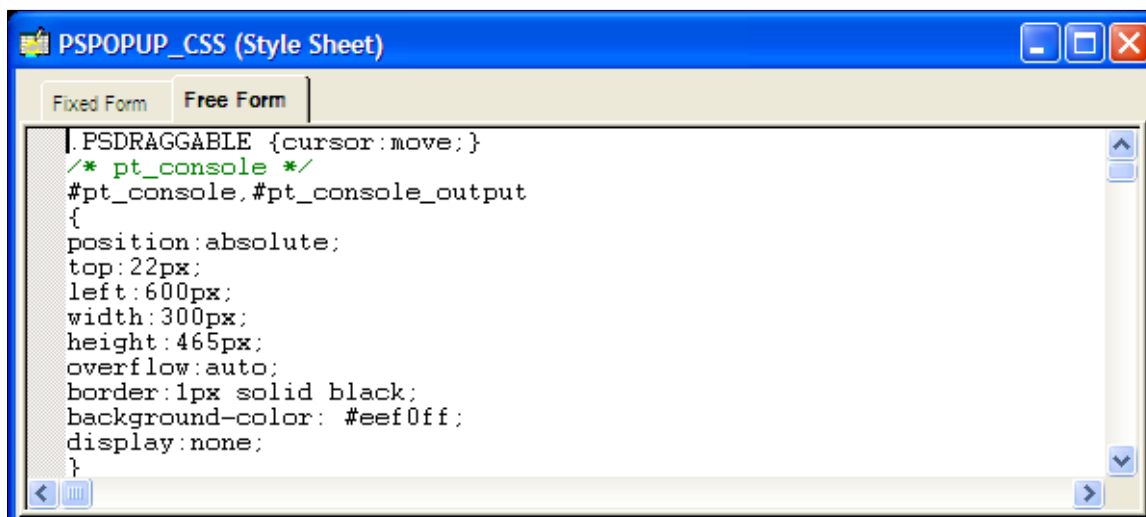 PSPOPUP_CSS (Style Sheet)
Fixed Form Free Form
.PSDRAGGABLE {cursor:move;}
/* pt_console */
#pt_console,#pt_console_output
{
position:absolute;
top:22px;
left:600px;
width:300px;
height:465px;
overflow:auto;
border:1px solid black;
background-color: #eef0ff;
display:none;
}